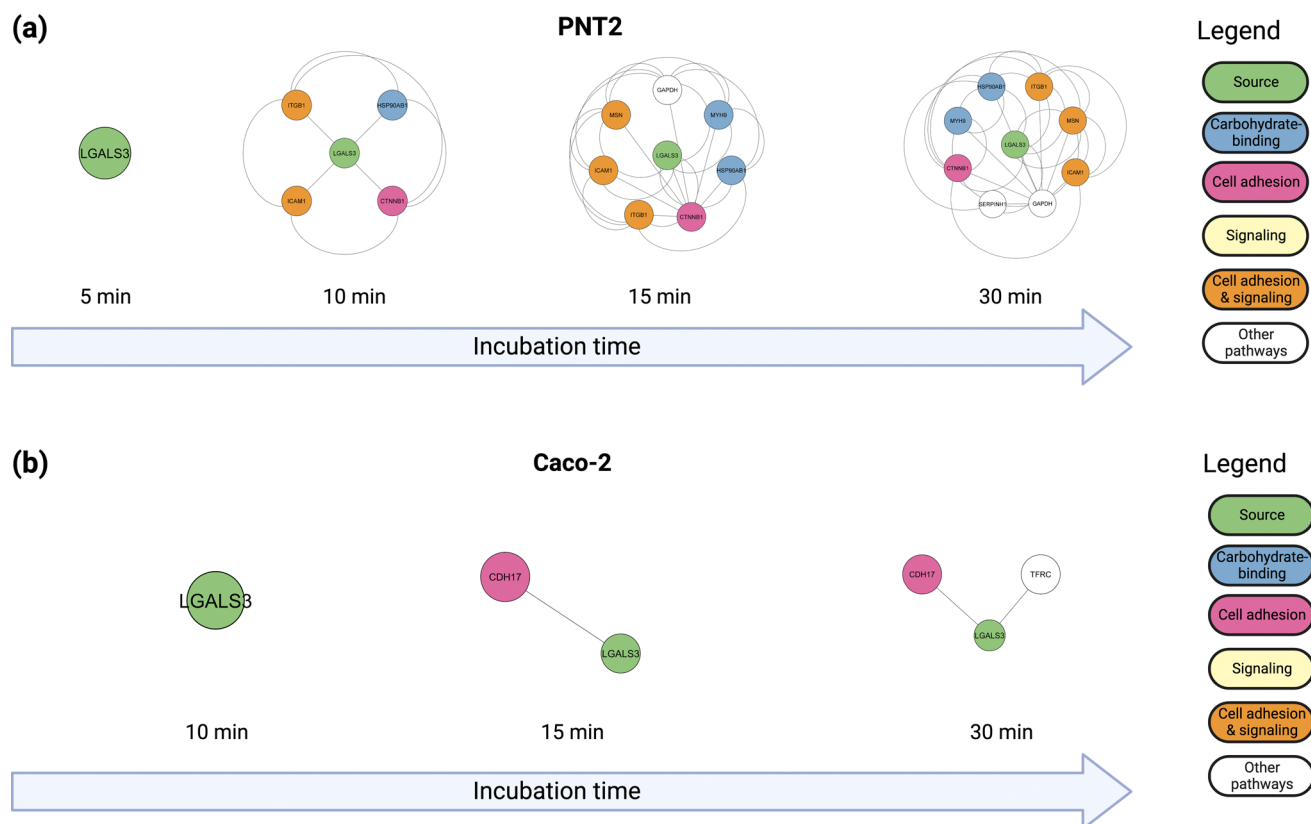 (a)
PNT2
Legend
LGALS3
ITGB1
HSP90AB1
LGALS3
ICAM1
CTNNB1
GAPDH
MSN
MYH9
LGALS3
ICAM1
HSP90AB1
ITGB1
CTNNB1
HSP90AB1
ITGB1
MYH9
MSN
LGALS3
CTNNB1
ICAM1
SERPINH1
GAPDH
5 min
10 min
15 min
30 min
Incubation time
Source
Carbohydrate-
binding
Cell adhesion
Signaling
Cell adhesion
& signaling
Other
pathways
(b)
Caco-2
Legend
LGALS3
CDH17
LGALS3
CDH17
TFRC
LGALS3
10 min
15 min
30 min
Incubation time
Source
Carbohydrate-
binding
Cell adhesion
Signaling
Cell adhesion
& signaling
Other
pathways